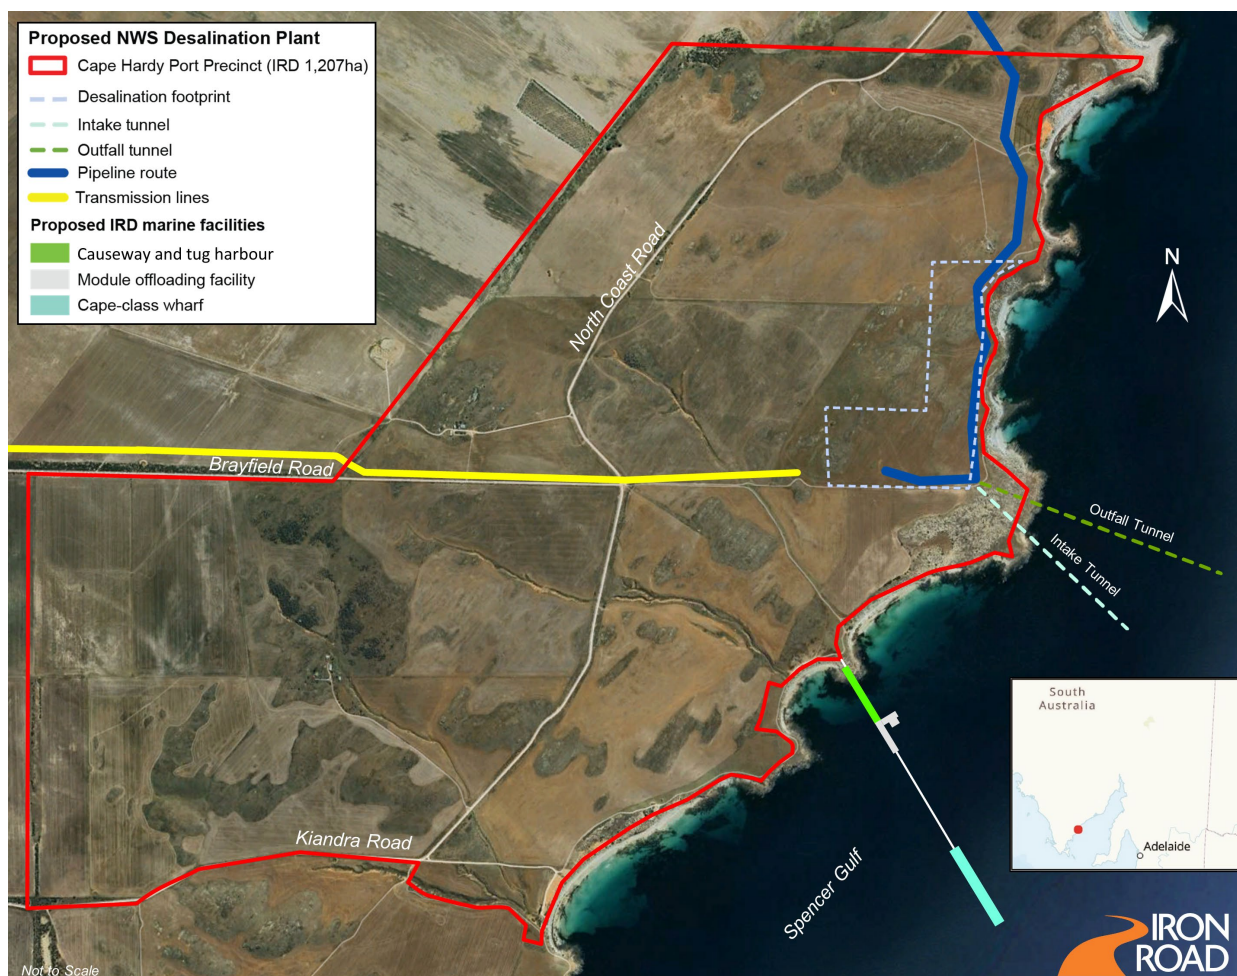 Proposed NWS Desalination Plant
Cape Hardy Port Precinct (IRD 1,207ha)
Desalination footprint
Intake tunnel
Outfall tunnel
Pipeline route
Transmission lines
Proposed IRD marine facilities
Causeway and tug harbour
Module offloading facility
Cape-class wharf
North Coast Road
N
Brayfield Road
Outfall Tunnel
Intake Tunnel
South
Australia
Adelaide
Kiandra Road
Spencer Gulf
IRON
ROAD
Not to Scale